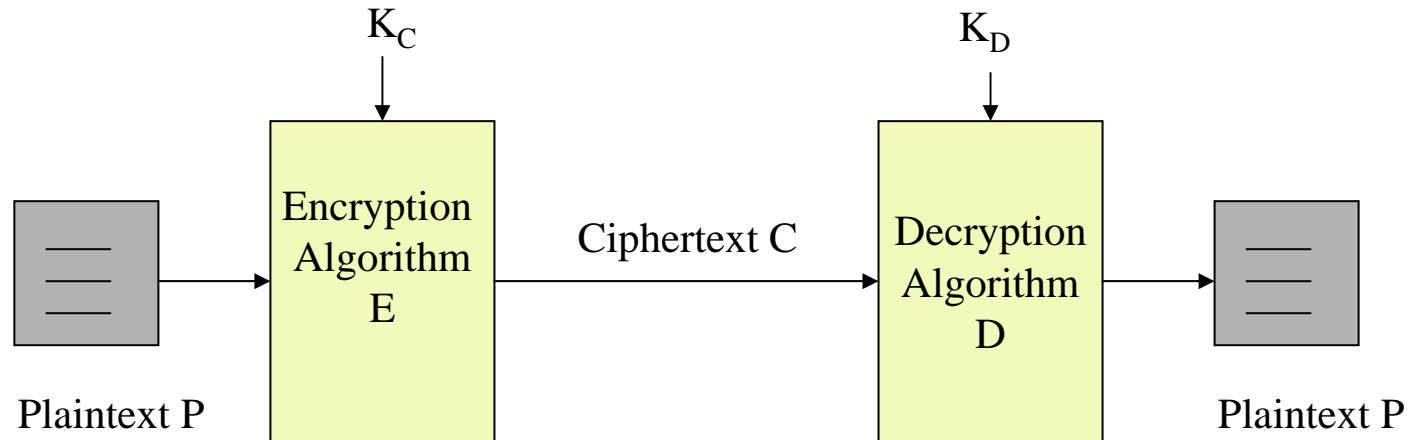 K_C
K_D
Encryption
Algorithm
E
Ciphertext C
Decryption
Algorithm
D
Plaintext P
Plaintext P